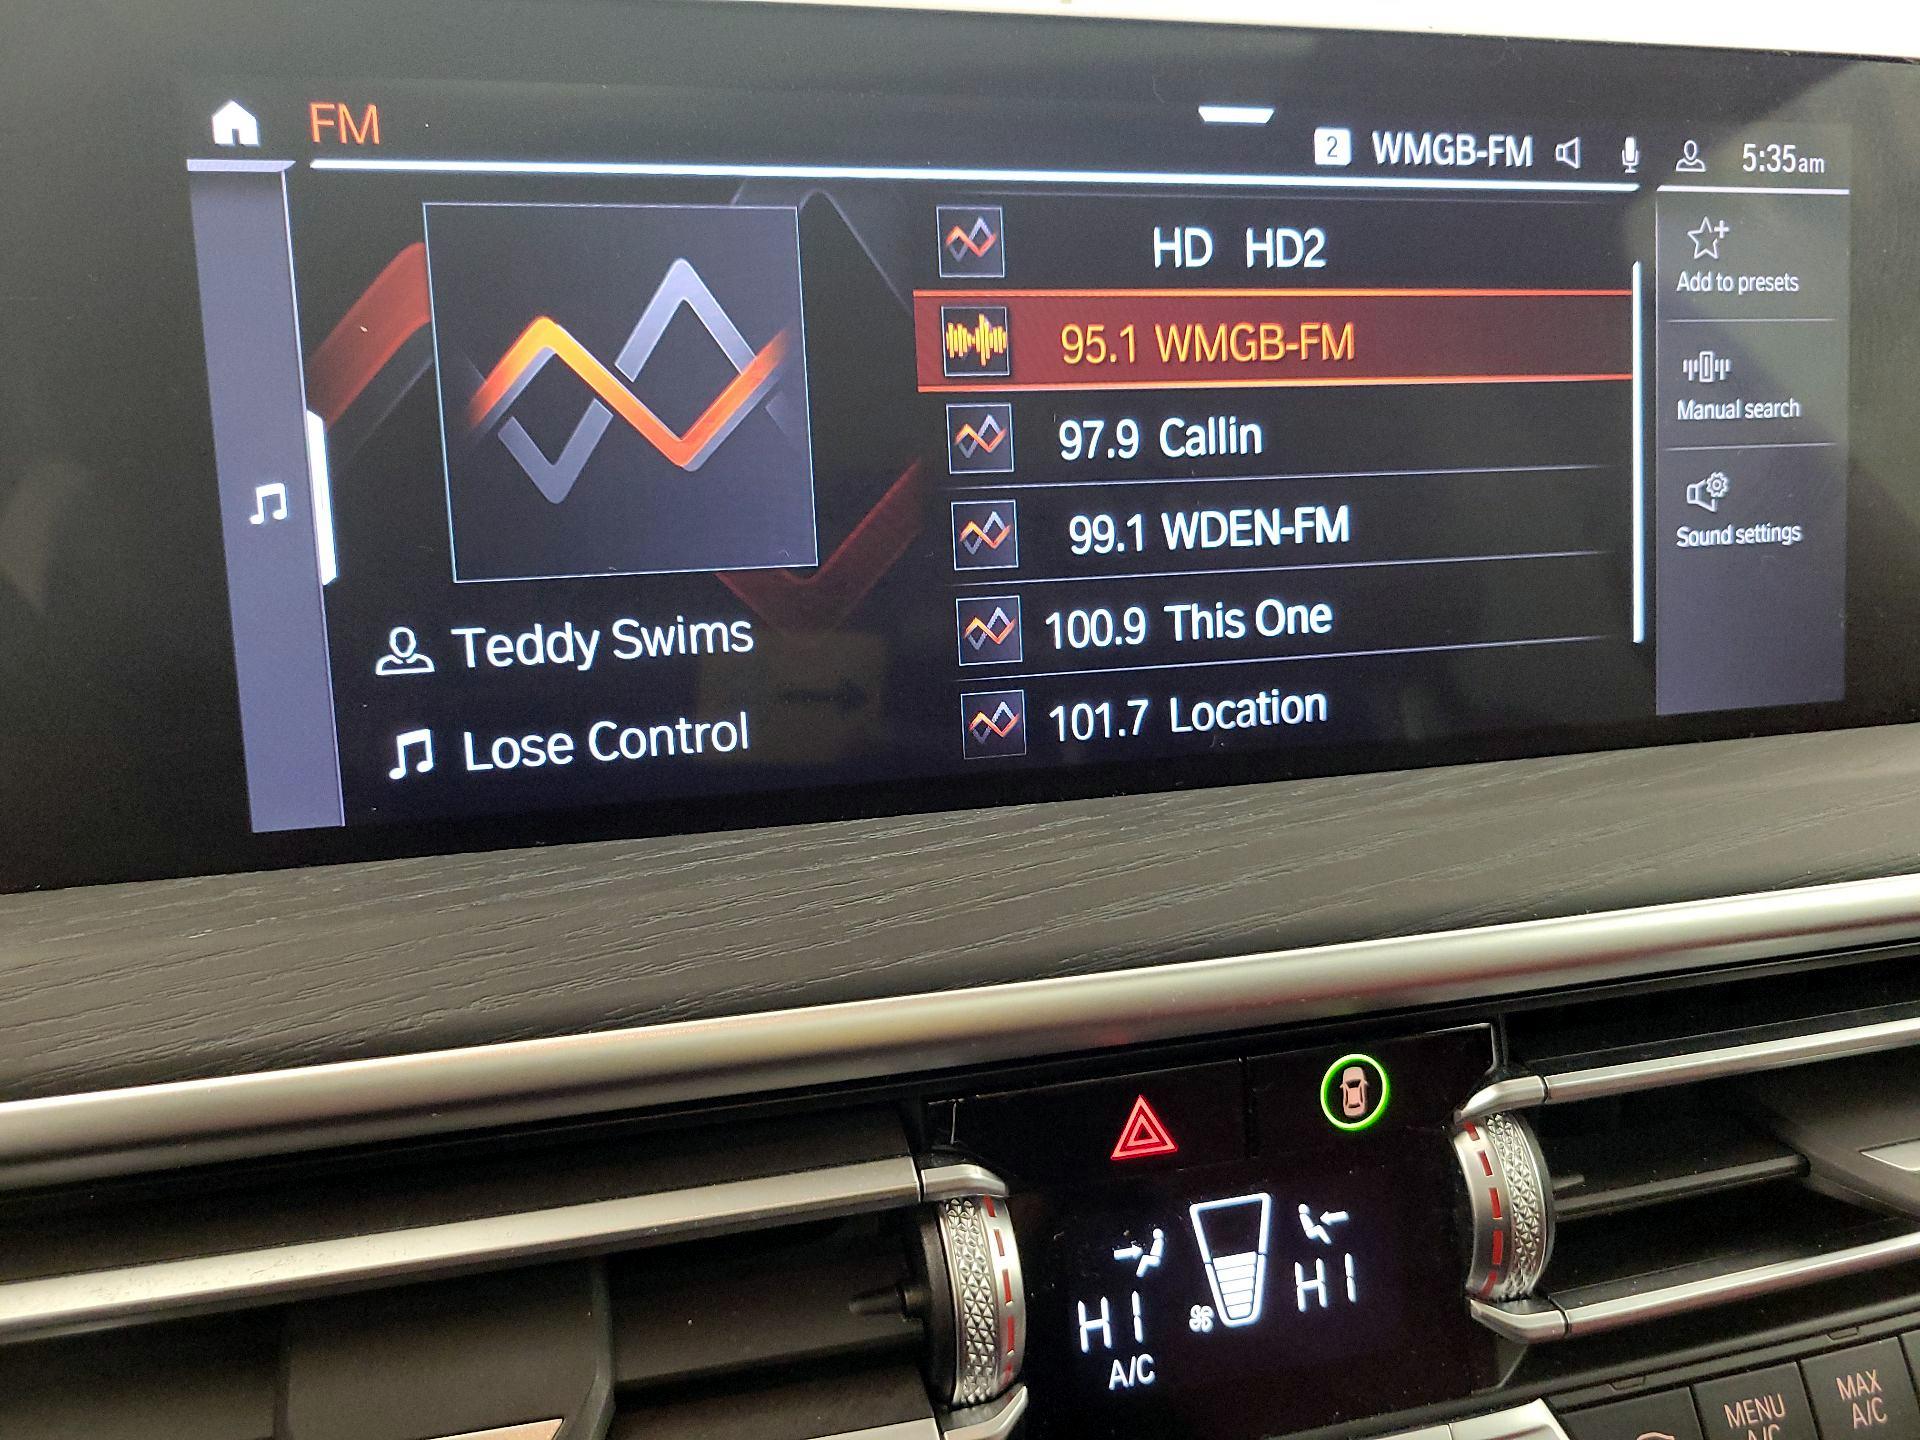 FM
2 WMGB-FM 5:35am
HD HD2
95.1 WMGB-FM
97.9 Callin
99.1 WDEN-FM
100.9 This One
101.7 Location
Teddy Swims
Lose Control
Add to presets
Manual search
Sound settings
HI HI
A/C
MENU
A/C
MAX
A/C